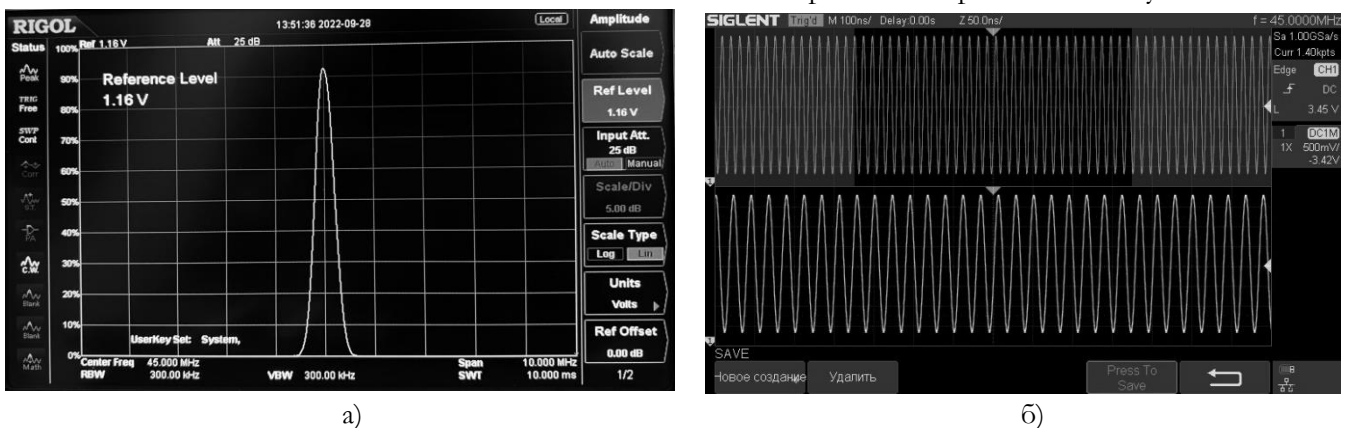 RIGOL
13:51:36 2022-09-28
Local
Status
Ref 1.16 V
Att 25 dB
Peak
TRIG
Free
SWP
Cont
Corr
PA
C.W.
Blank
Blank
Math
100%
90%
80%
70%
60%
50%
40%
30%
20%
10%
0%
Reference Level
1.16 V
UserKey Set: System,
Center Freq 45.000 MHz
Span 10.000 MHz
RBW 300.00 kHz
VBW 300.00 kHz
SWT 10.000 ms
Amplitude
Auto Scale
Ref Level
1.16 V
Input Att.
25 dB
Auto Manual
Scale/Div
5.00 dB
Scale Type
Log Lin
Units
Volts
Ref Offset
0.00 dB
1/2
а)
SIGLENT Trig'd M 100ns/ Delay:0.00s Z 50.0ns/ f = 45.0000MHz
Sa 1.00GSa/s
Curr 1.40kpts
Edge CH1
DC
L 3.45 V
1 DC1M
1X 500mV/
-3.42V
1
1
SAVE
Новое создание
Удалить
Press To
Save
б)